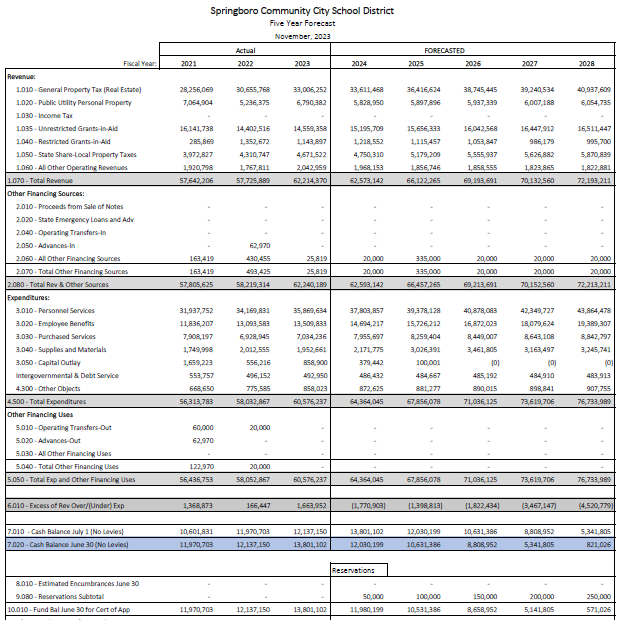 Springboro Community City School District
Five Year Forecast
November, 2023
Actual FORECASTED
Fiscal Year: 2021 2022 2023 2024 2025 2026 2027 2028
Revenue:
1.010 - General Property Tax (Real Estate) 28,256,069 30,655,768 33,006,252 33,611,468 36,416,624 38,745,445 39,240,534 40,937,609
1.020 - Public Utility Personal Property 7,064,904 5,236,375 6,790,382 5,828,950 5,897,896 5,937,339 6,007,188 6,054,735
1.030 - Income Tax - - - - - - - -
1.035 - Unrestricted Grants-in-Aid 16,141,738 14,402,516 14,559,358 15,195,709 15,656,333 16,042,568 16,447,912 16,511,447
1.040 - Restricted Grants-in-Aid 285,869 1,352,672 1,143,897 1,218,552 1,115,457 1,053,847 986,179 995,700
1.050 - State Share-Local Property Taxes 3,972,827 4,310,747 4,671,522 4,750,310 5,179,209 5,555,937 5,626,882 5,870,839
1.060 - All Other Operating Revenues 1,920,798 1,767,811 2,042,959 1,968,153 1,856,746 1,858,555 1,823,865 1,822,881
1.070 - Total Revenue 57,642,206 57,725,889 62,214,370 62,573,142 66,122,265 69,193,691 70,132,560 72,193,211
Other Financing Sources:
2.010 - Proceeds from Sale of Notes - - - - - - - -
2.020 - State Emergency Loans and Adv - - - - - - - -
2.040 - Operating Transfers-In - - - - - - - -
2.050 - Advances-In - 62,970 - - - - - -
2.060 - All Other Financing Sources 163,419 430,455 25,819 20,000 335,000 20,000 20,000 20,000
2.070 - Total Other Financing Sources 163,419 493,425 25,819 20,000 335,000 20,000 20,000 20,000
2.080 - Total Rev & Other Sources 57,805,625 58,219,314 62,240,189 62,593,142 66,457,265 69,213,691 70,152,560 72,213,211
Expenditures:
3.010 - Personnel Services 31,937,752 34,169,831 35,869,634 37,803,857 39,378,128 40,878,083 42,349,727 43,864,478
3.020 - Employee Benefits 11,836,207 13,093,583 13,509,833 14,694,217 15,726,212 16,872,023 18,079,624 19,389,307
3.030 - Purchased Services 7,908,197 6,928,945 7,034,236 7,955,697 8,259,404 8,449,007 8,643,108 8,842,797
3.040 - Supplies and Materials 1,749,998 2,012,555 1,952,661 2,171,775 3,026,391 3,461,805 3,163,497 3,245,741
3.050 - Capital Outlay 1,659,223 556,216 858,900 379,442 100,001 (0) (0) (0)
Intergovernmental & Debt Service 553,757 496,152 492,950 486,432 484,667 485,192 484,910 483,913
4.300 - Other Objects 668,650 775,585 858,023 872,625 881,277 890,015 898,841 907,755
4.500 - Total Expenditures 56,313,783 58,032,867 60,576,237 64,364,045 67,856,078 71,036,125 73,619,706 76,733,989
Other Financing Uses
5.010 - Operating Transfers-Out 60,000 20,000 - - - - - -
5.020 - Advances-Out 62,970 - - - - - - -
5.030 - All Other Financing Uses - - - - - - - -
5.040 - Total Other Financing Uses 122,970 20,000 - - - - - -
5.050 - Total Exp and Other Financing Uses 56,436,753 58,052,867 60,576,237 64,364,045 67,856,078 71,036,125 73,619,706 76,733,989
6.010 - Excess of Rev Over/(Under) Exp 1,368,873 166,447 1,663,952 (1,770,903) (1,398,813) (1,822,434) (3,467,147) (4,520,779)
7.010 - Cash Balance July 1 (No Levies) 10,601,831 11,970,703 12,137,150 13,801,102 12,030,199 10,631,386 8,808,952 5,341,805
7.020 - Cash Balance June 30 (No Levies) 11,970,703 12,137,150 13,801,102 12,030,199 10,631,386 8,808,952 5,341,805 821,026
Reservations
8.010 - Estimated Encumbrances June 30 - - - - - - - -
9.080 - Reservations Subtotal - - - 50,000 100,000 150,000 200,000 250,000
10.010 - Fund Bal June 30 for Cert of App 11,970,703 12,137,150 13,801,102 11,980,199 10,531,386 8,658,952 5,141,805 571,026